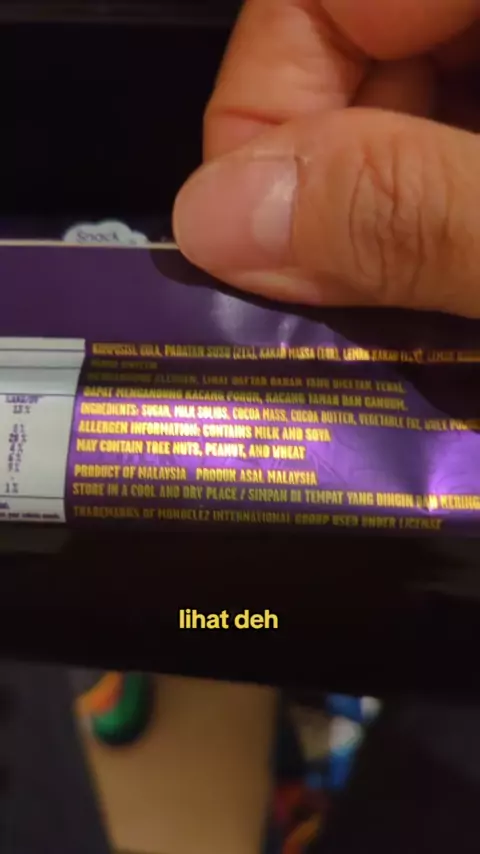 Snack
KOMPOSISI: GULA, PADATAN SUSU (21%), KAKAO MASSA (14%), LEMAK KAKAO
MENGANDUNG ALERGEN, LIHAT DAFTAR BAHAN YANG DICETAK TEBAL.
DAPAT MENGANDUNG KACANG POHON, KACANG TANAH DAN GANDUM.
INGREDIENTS: SUGAR, MILK SOLIDS, COCOA MASS, COCOA BUTTER, VEGETABLE FAT, WHEY
ALLERGEN INFORMATION: CONTAINS MILK AND SOYA
MAY CONTAIN TREE NUTS, PEANUT, AND WHEAT
PRODUCT OF MALAYSIA PRODUK ASAL MALAYSIA
STORE IN A COOL AND DRY PLACE / SIMPAN DI TEMPAT YANG DINGIN DAN KERING
TRADEMARKS OF MONDELEZ INTERNATIONAL GROUP USED UNDER LICENSE
lihat deh